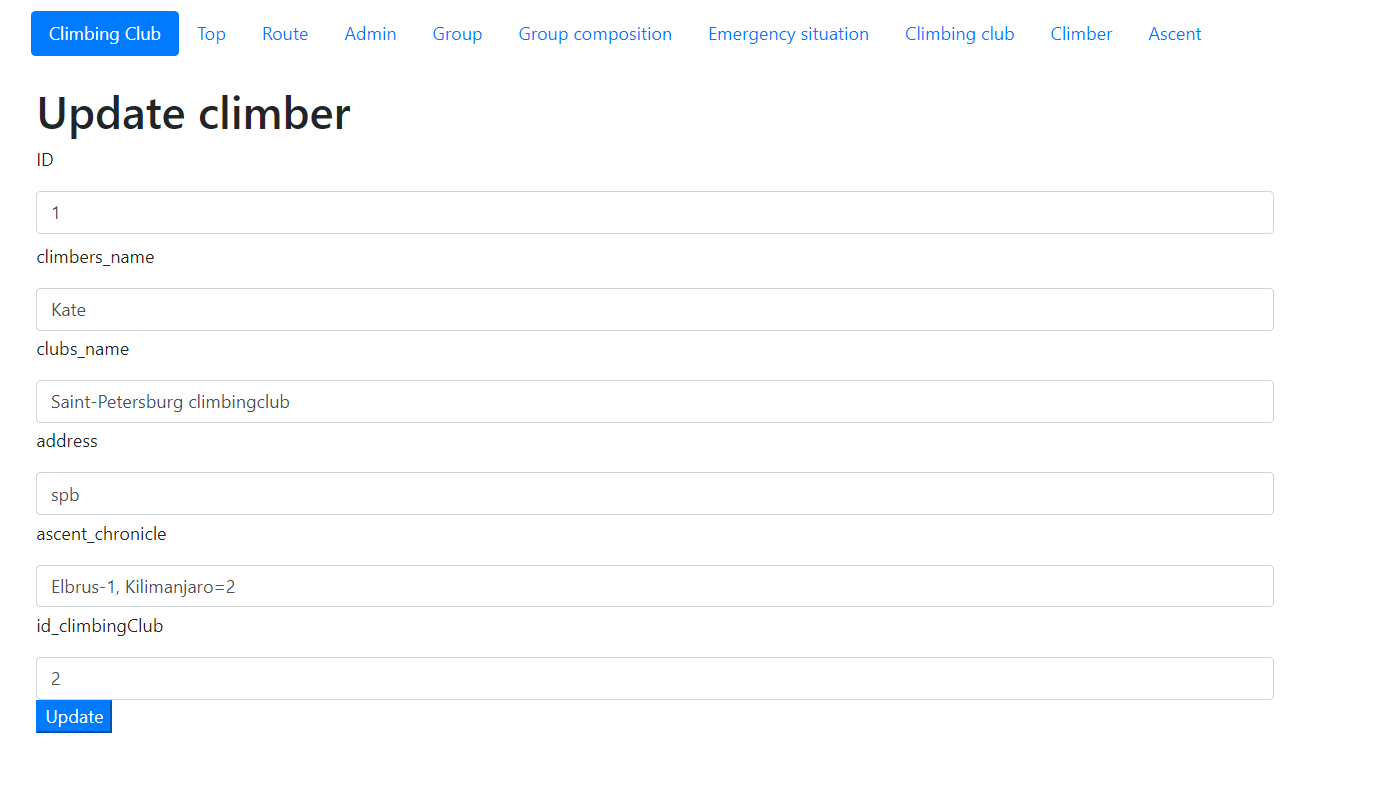 Climbing Club Top Route Admin Group Group composition Emergency situation Climbing club Climber Ascent
Update climber
ID
1
climbers_name
Kate
clubs_name
Saint-Petersburg climbingclub
address
spb
ascent_chronicle
Elbrus-1, Kilimanjaro=2
id_climbingClub
2
Update